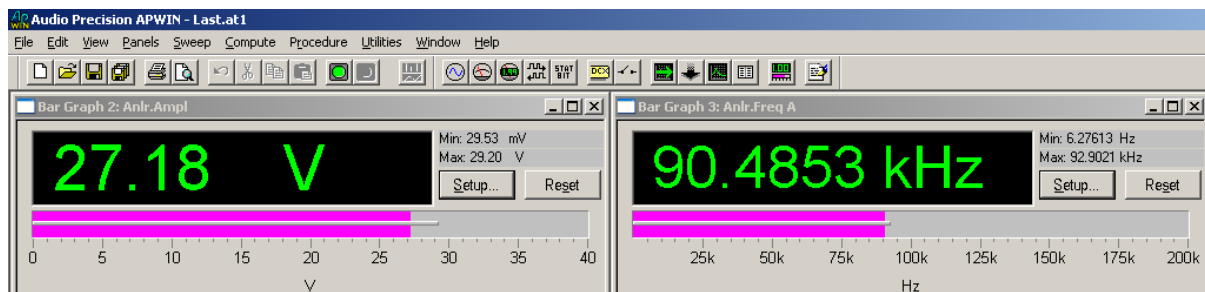 Audio Precision APWIN - Last.at1
File Edit View Panels Sweep Compute Procedure Utilities Window Help
STAT BIT DCX
Bar Graph 2: Anlr.Ampl
27.18 V
Min: 29.53 mV
Max: 29.20 V
Setup... Reset
0 5 10 15 20 25 30 35 40
V
Bar Graph 3: Anlr.Freq A
90.4853 kHz
Min: 6.27613 Hz
Max: 92.9021 kHz
Setup... Reset
25k 50k 75k 100k 125k 150k 175k 200k
Hz